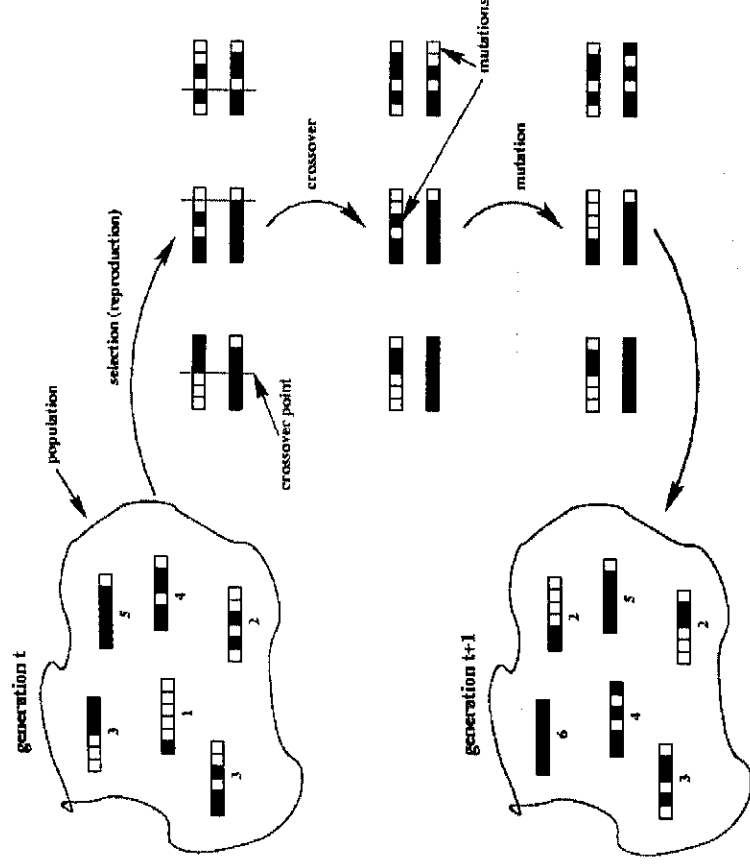 generation t
population
selection (reproduction)
3
5
1
4
3
2
crossover point
crossover
mutations
mutation
generation t+1
6
2
4
5
3
2